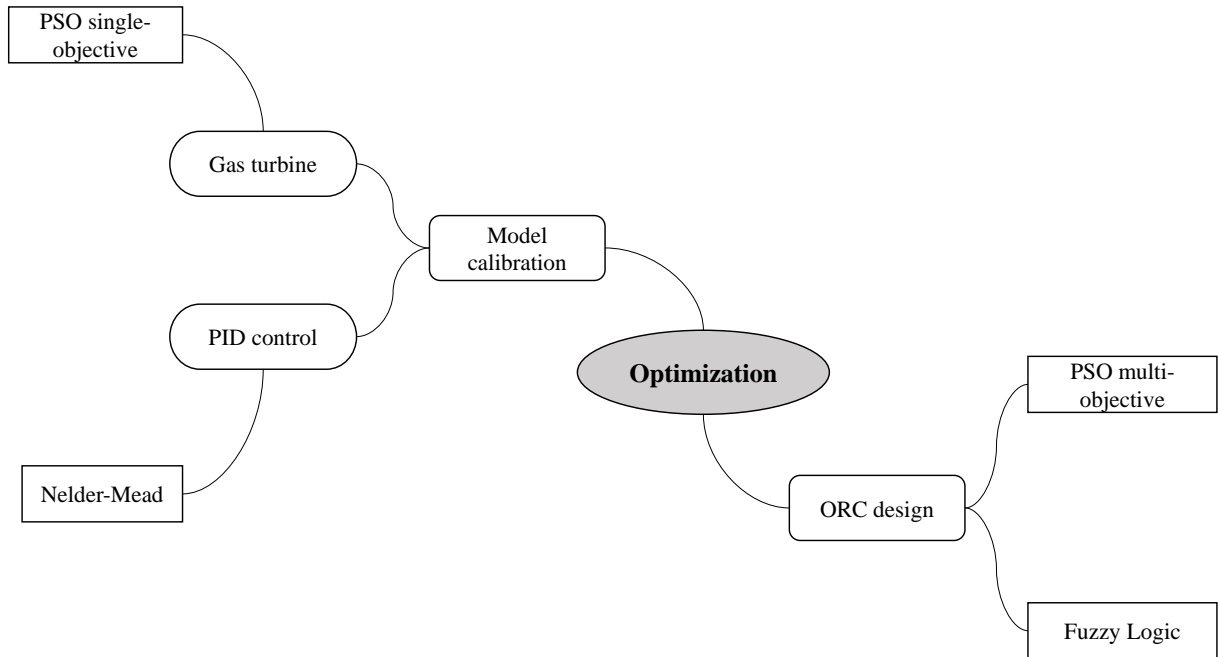 PSO single-
objective
Gas turbine
Model
calibration
PID control
Optimization
PSO multi-
objective
Nelder-Mead
ORC design
Fuzzy Logic